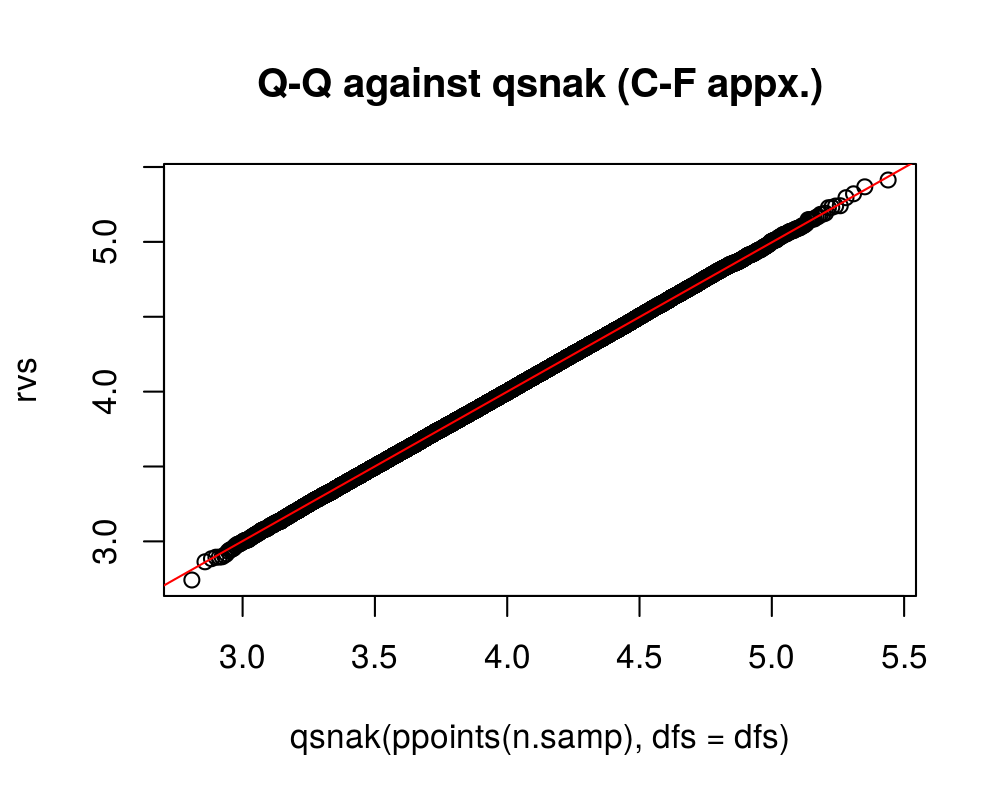 Q-Q against qsnak (C-F appx.)
rvs
5.0
4.0
3.0
3.0 3.5 4.0 4.5 5.0 5.5
qsnak(ppoints(n.samp), dfs = dfs)